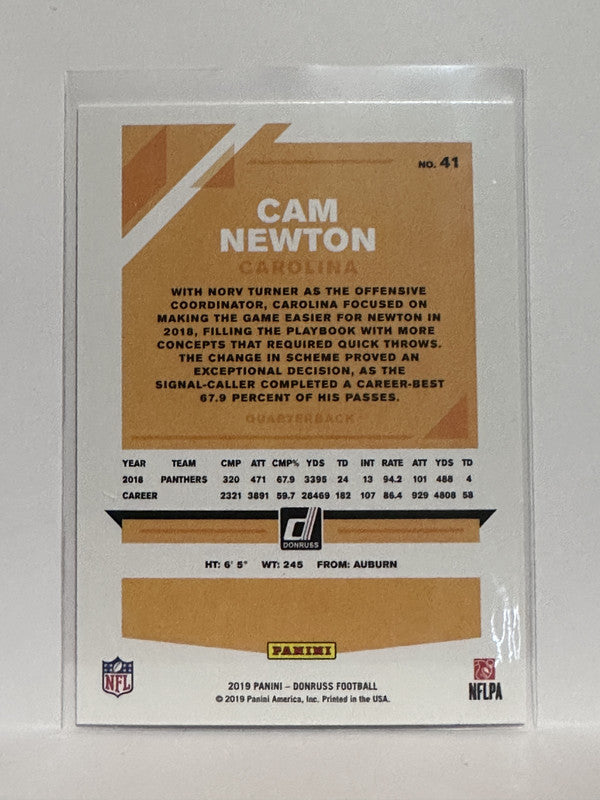 NO. 41
CAM
NEWTON
CAROLINA
WITH NORV TURNER AS THE OFFENSIVE
COORDINATOR, CAROLINA FOCUSED ON
MAKING THE GAME EASIER FOR NEWTON IN
2018, FILLING THE PLAYBOOK WITH MORE
CONCEPTS THAT REQUIRED QUICK THROWS.
THE CHANGE IN SCHEME PROVED AN
EXCEPTIONAL DECISION, AS THE
SIGNAL-CALLER COMPLETED A CAREER-BEST
67.9 PERCENT OF HIS PASSES.
QUARTERBACK
YEAR TEAM CMP ATT CMP% YDS TD INT RATE ATT YDS TD
2018 PANTHERS 320 471 67.9 3395 24 13 94.2 101 488 4
CAREER 2321 3891 59.7 28469 182 107 86.4 929 4808 58
d
DONRUSS
HT: 6' 5" WT: 245 FROM: AUBURN
PANINI
NFL
2019 PANINI – DONRUSS FOOTBALL
© 2019 Panini America, Inc. Printed in the USA.
NFLPA